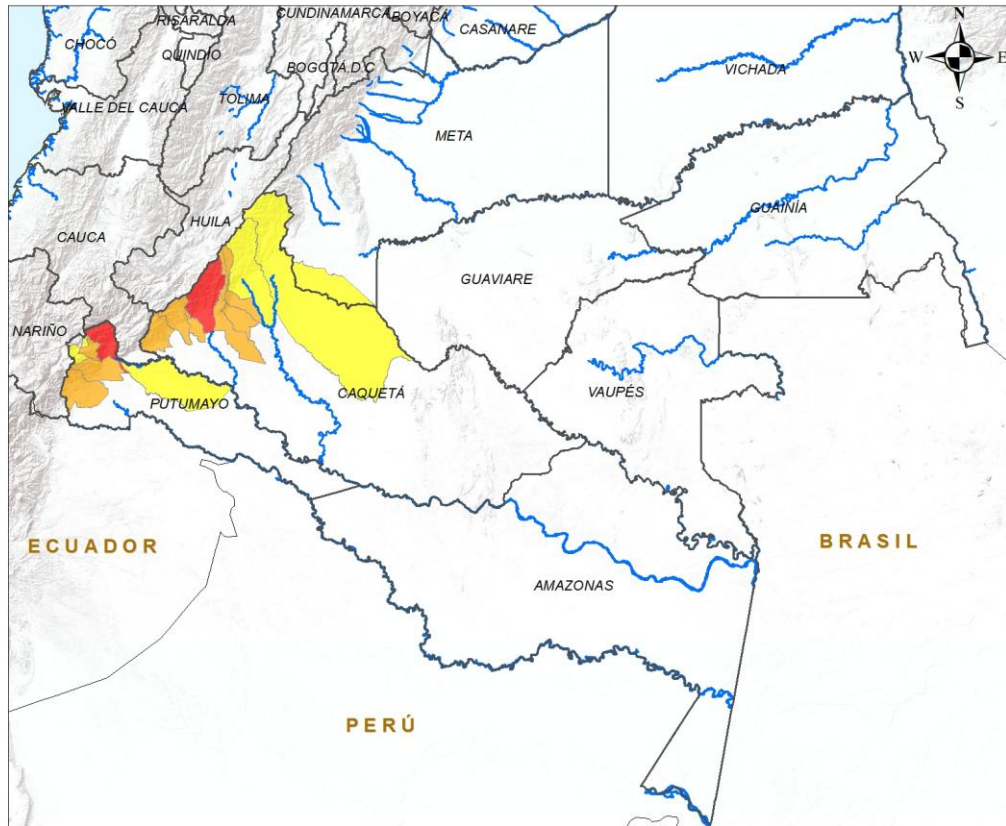 CUNDINAMARCA
BOYACÁ
RISARALDA
CASANARE
N
CHOCÓ
QUINDÍO
BOGOTÁ D.C
W
E
VICHADA
TOLIMA
VALLE DEL CAUCA
S
META
GUAINÍA
HUILA
CAUCA
GUAVIARE
NARIÑO
CAQUETÁ
VAUPÉS
PUTUMAYO
ECUADOR
BRASIL
AMAZONAS
PERÚ